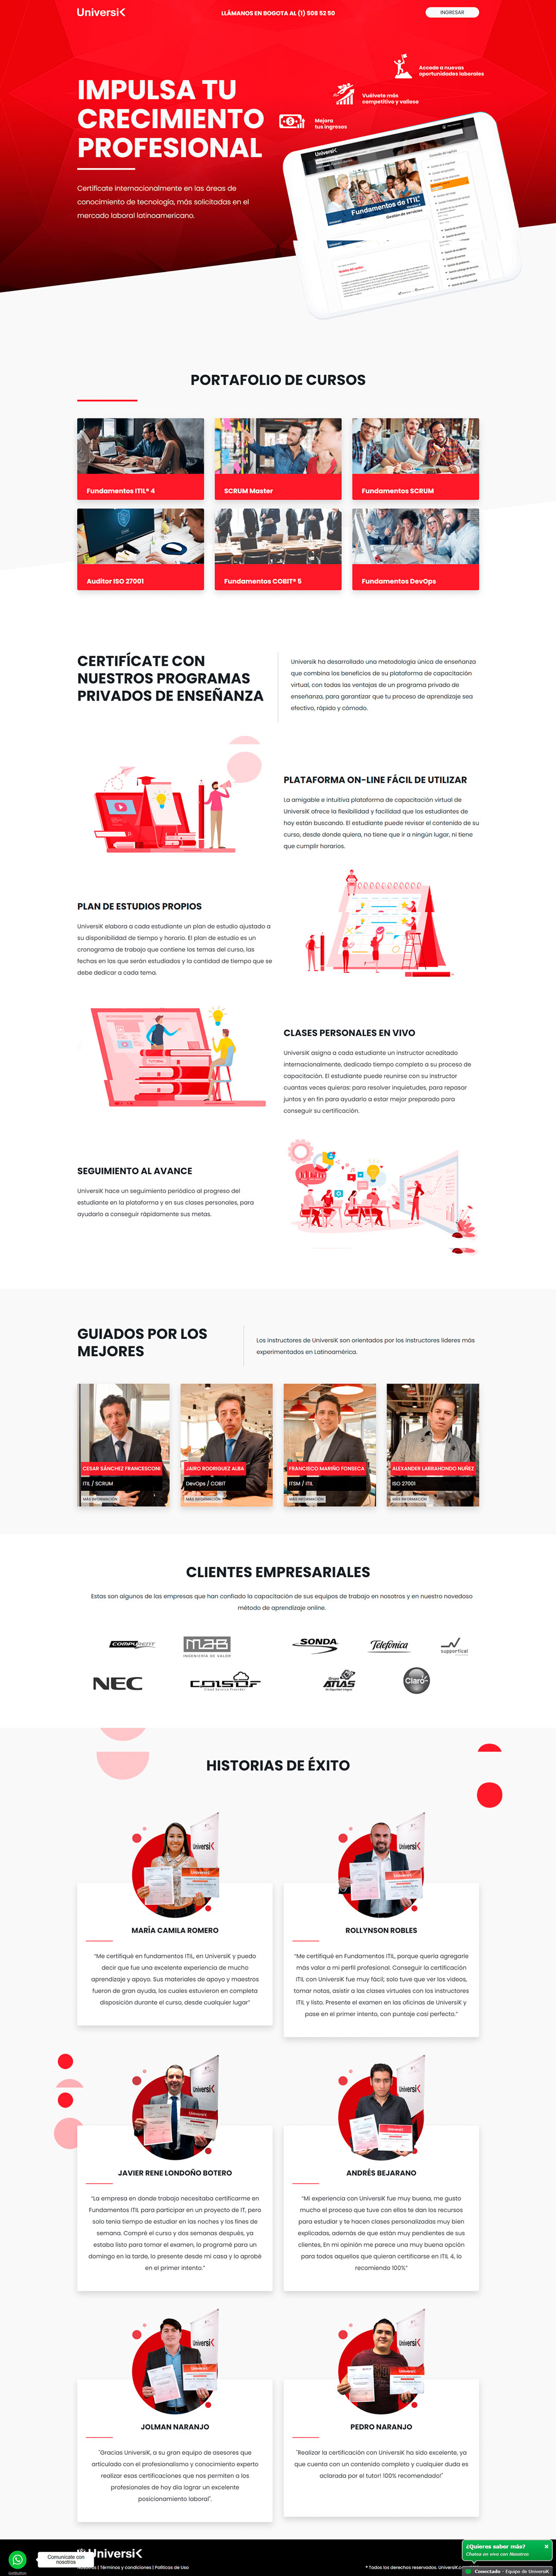 UniversiK
LLÁMANOS EN BOGOTA AL (1) 508 52 50
INGRESAR
IMPULSA TU
CRECIMIENTO
PROFESIONAL
Certifícate internacionalmente en las áreas de
conocimiento de tecnología, más solicitadas en el
mercado laboral latinoamericano.
Accede a nuevas
oportunidades laborales
Vuélvete más
competitivo y valioso
Mejora
tus ingresos
UniversiK
Fundamentos de ITIL®
Gestion de servicios
PORTAFOLIO DE CURSOS
Fundamentos ITIL® 4
SCRUM Master
Fundamentos SCRUM
Auditor ISO 27001
Fundamentos COBIT® 5
Fundamentos DevOps
CERTIFÍCATE CON
NUESTROS PROGRAMAS
PRIVADOS DE ENSEÑANZA
Universik ha desarrollado una metodología única de enseñanza
que combina los beneficios de su plataforma de capacitación
virtual, con todas las ventajas de un programa privado de
enseñanza, para garantizar que tu proceso de aprendizaje sea
efectivo, rápido y cómodo.
PLATAFORMA ON-LINE FÁCIL DE UTILIZAR
La amigable e intuitiva plataforma de capacitación virtual de
UniversiK ofrece la flexibilidad y facilidad que los estudiantes de
hoy están buscando. El estudiante puede revisar el contenido de su
curso, desde donde quiera, no tiene que ir a ningún lugar, ni tiene
que cumplir horarios.
PLAN DE ESTUDIOS PROPIOS
UniversiK elabora a cada estudiante un plan de estudio ajustado a
su disponibilidad de tiempo y horario. El plan de estudio es un
cronograma de trabajo que contiene los temas del curso, las
fechas en las que serán estudiados y la cantidad de tiempo que se
debe dedicar a cada tema.
CLASES PERSONALES EN VIVO
UniversiK asigna a cada estudiante un instructor acreditado
internacionalmente, dedicado tiempo completo a su proceso de
capacitación. El estudiante puede reunirse con su instructor
cuantas veces quieras: para resolver inquietudes, para repasar
juntos y en fin para ayudarlo a estar mejor preparado para
conseguir su certificación.
SEGUIMIENTO AL AVANCE
UniversiK hace un seguimiento periódico al progreso del
estudiante en la plataforma y en sus clases personales, para
ayudarlo a conseguir rápidamente sus metas.
GUIADOS POR LOS
MEJORES
Los instructores de UniversiK son orientados por los instructores líderes más
experimentados en Latinoamérica.
CESAR SÁNCHEZ FRANCESCONI
ITIL / SCRUM
MÁS INFORMACIÓN
JAIRO RODRIGUEZ ALBA
DevOps / COBIT
MÁS INFORMACIÓN
FRANCISCO MARIÑO FONSECA
ITSM / ITIL
MÁS INFORMACIÓN
ALEXANDER LARRAHONDO NUÑEZ
ISO 27001
MÁS INFORMACIÓN
CLIENTES EMPRESARIALES
Estas son algunos de las empresas que han confiado la capacitación de sus equipos de trabajo en nosotros y en nuestro novedoso
método de aprendizaje online.
COMPUDENT
INGENIERÍA DE VALOR
SONDA
Telefónica
supportical
NEC
COISOF
Cloud Service Provider
Grupo
ATLAS
de Seguridad Integral
Claro
HISTORIAS DE ÉXITO
UniversiK
UniversiK
MARÍA CAMILA ROMERO
"Me certifiqué en fundamentos ITIL, en UniversiK y puedo
decir que fue una excelente experiencia de mucho
aprendizaje y apoyo. Sus materiales de apoyo y maestros
fueron de gran ayuda, los cuales estuvieron en completa
disposición durante el curso, desde cualquier lugar"
ROLLYNSON ROBLES
"Me certifiqué en Fundamentos ITIL, porque quería agregarle
más valor a mi perfil profesional. Conseguir la certificación
ITIL con UniversiK fue muy fácil, solo tuve que ver los videos,
tomar notas, asistir a las clases virtuales con los instructores
ITIL y listo. Presente el examen en las oficinas de UniversiK y
pase en el primer intento, con puntaje casi perfecto."
UniversiK
UniversiK
JAVIER RENE LONDOÑO BOTERO
"La empresa en donde trabajo necesitaba certificarme en
Fundamentos ITIL para participar en un proyecto de IT, pero
solo tenía tiempo de estudiar en las noches y los fines de
semana. Compré el curso y dos semanas después, ya
estaba listo para tomar el examen, lo programé para un
domingo en la tarde, lo presente desde mi casa y lo aprobé
en el primer intento."
ANDRÉS BEJARANO
"Mi experiencia con UniversiK fue muy buena, me gusto
mucho el proceso que tuve con ellos te dan los recursos
para estudiar y te hacen clases personalizadas muy bien
explicadas, además de que están muy pendientes de sus
clientes, En mi opinión me parece una muy buena opción
para todos aquellos que quieran certificarse en ITIL 4, lo
recomiendo 100%"
UniversiK
UniversiK
JOLMAN NARANJO
"Gracias UniversiK, a su gran equipo de asesores que
articulado con el profesionalismo y conocimiento experto
realizar esas certificaciones que nos permiten a los
profesionales de hoy día lograr un excelente
posicionamiento laboral".
PEDRO NARANJO
"Realizar la certificación con UniversiK ha sido excelente, ya
que cuenta con un contenido completo y cualquier duda es
aclarada por el tutor! 100% recomendado!"
UniversiK
| Términos y condiciones | Políticas de Uso
® Todos los derechos reservados. UniversiK.co
Comunícate con
nosotros
GetButton
¿Quieres saber más?
Chatea en vivo con Nosotros
Conectado - Equipo de UniversiK